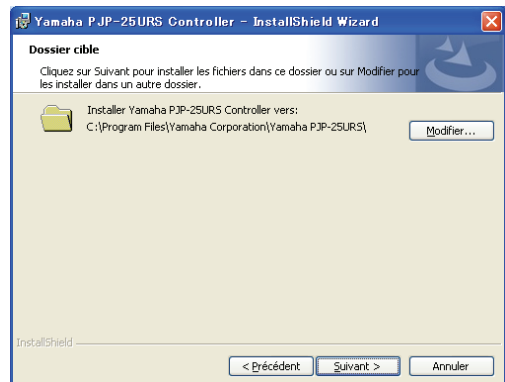 Yamaha PJP-25URS Controller - InstallShield Wizard
Dossier cible
Cliquez sur Suivant pour installer les fichiers dans ce dossier ou sur Modifier pour
les installer dans un autre dossier.
Installer Yamaha PJP-25URS Controller vers:
C:\Program Files\Yamaha Corporation\Yamaha PJP-25URS\
Modifier...
InstallShield
< Précédent
Suivant >
Annuler